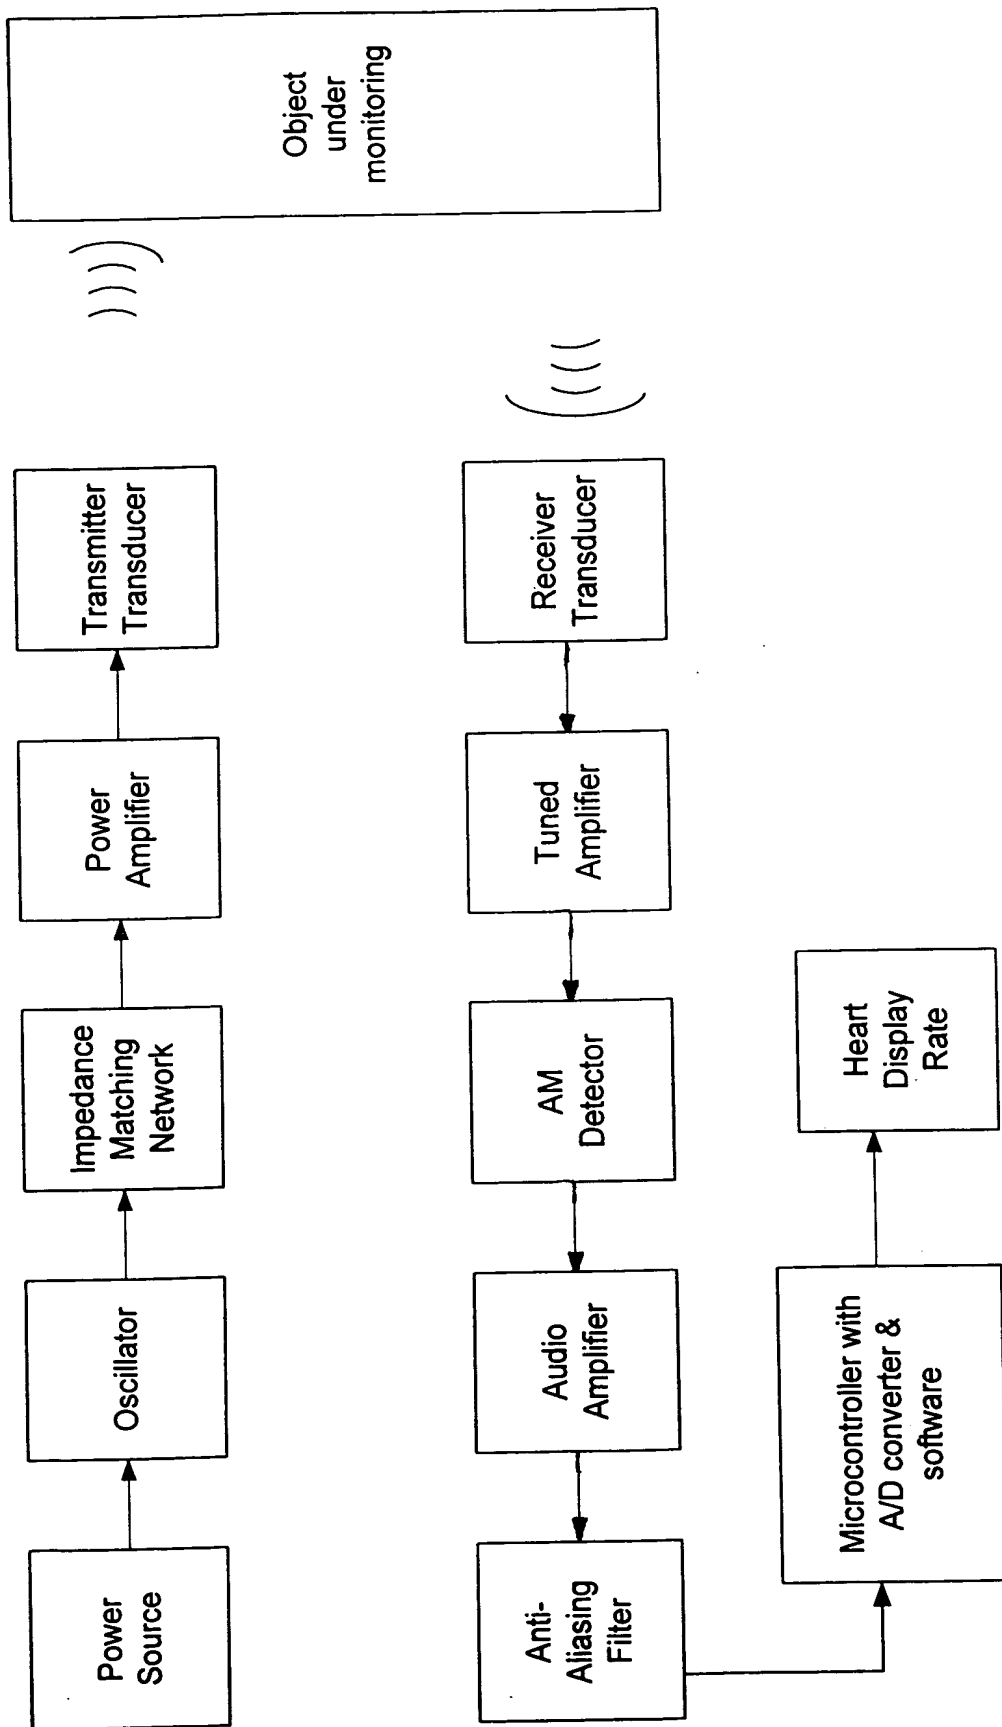 Power
Source
Oscillator
Impedance
Matching
Network
Power
Amplifier
Transmitter
Transducer
Object
under
monitoring
Receiver
Transducer
Tuned
Amplifier
AM
Detector
Audio
Amplifier
Anti-
Aliasing
Filter
Microcontroller with
A/D converter &
software
Heart
Display
Rate